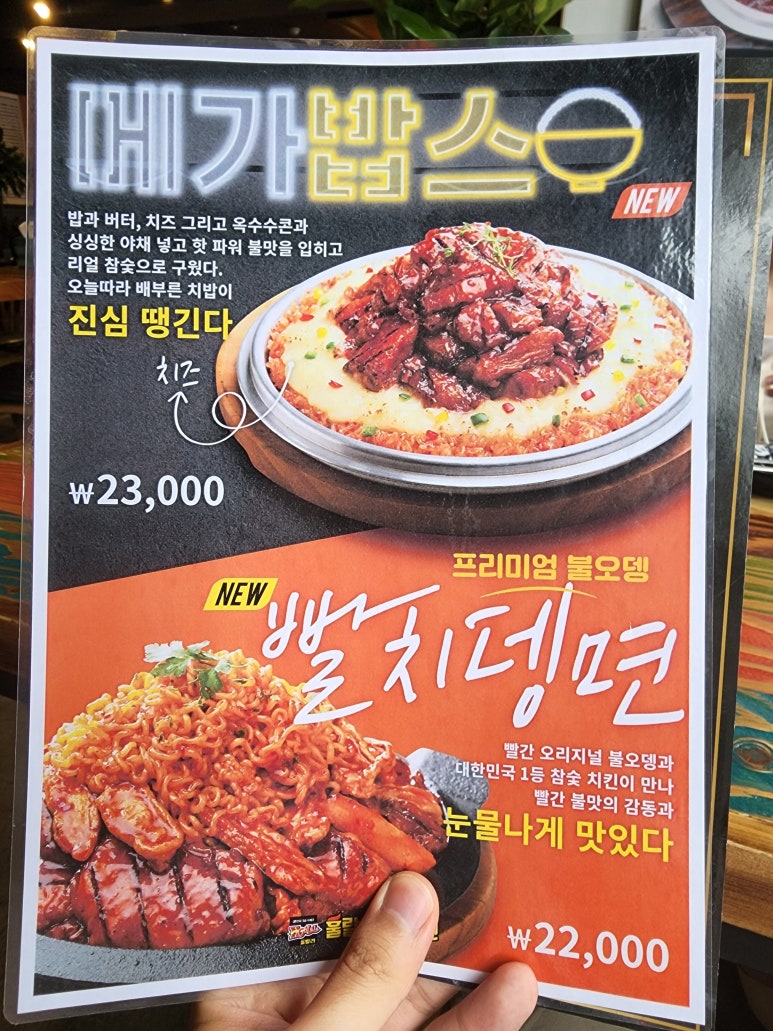 메가밥스
NEW
밥과 버터, 치즈 그리고 옥수수콘과
싱싱한 야채 넣고 핫 파워 불맛을 입히고
리얼 참숯으로 구웠다.
오늘따라 배부른 치밥이
진심 땡긴다
치즈
₩23,000
프리미엄 불오뎅
NEW
빨치뎅면
빨간 오리지널 불오뎅과
대한민국 1등 참숯 치킨이 만나
빨간 불맛의 감동과
눈물나게 맛있다
₩22,000